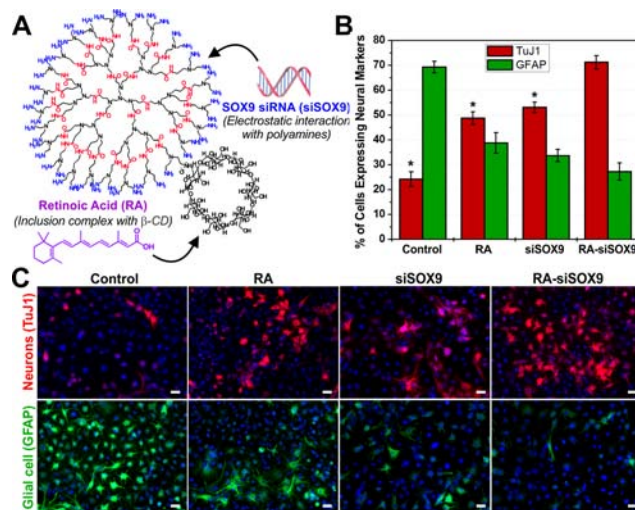 A
SOX9 siRNA (siSOX9)
(Electrostatic interaction
with polyamines)
Retinoic Acid (RA)
(Inclusion complex with β-CD)
OH
B
% of Cells Expressing Neural Markers
80
70
60
50
40
30
20
10
0
TuJ1
GFAP
*
*
*
Control
RA
siSOX9
RA-siSOX9
C
Control
RA
siSOX9
RA-siSOX9
Neurons (TuJ1)
Glial cell (GFAP)